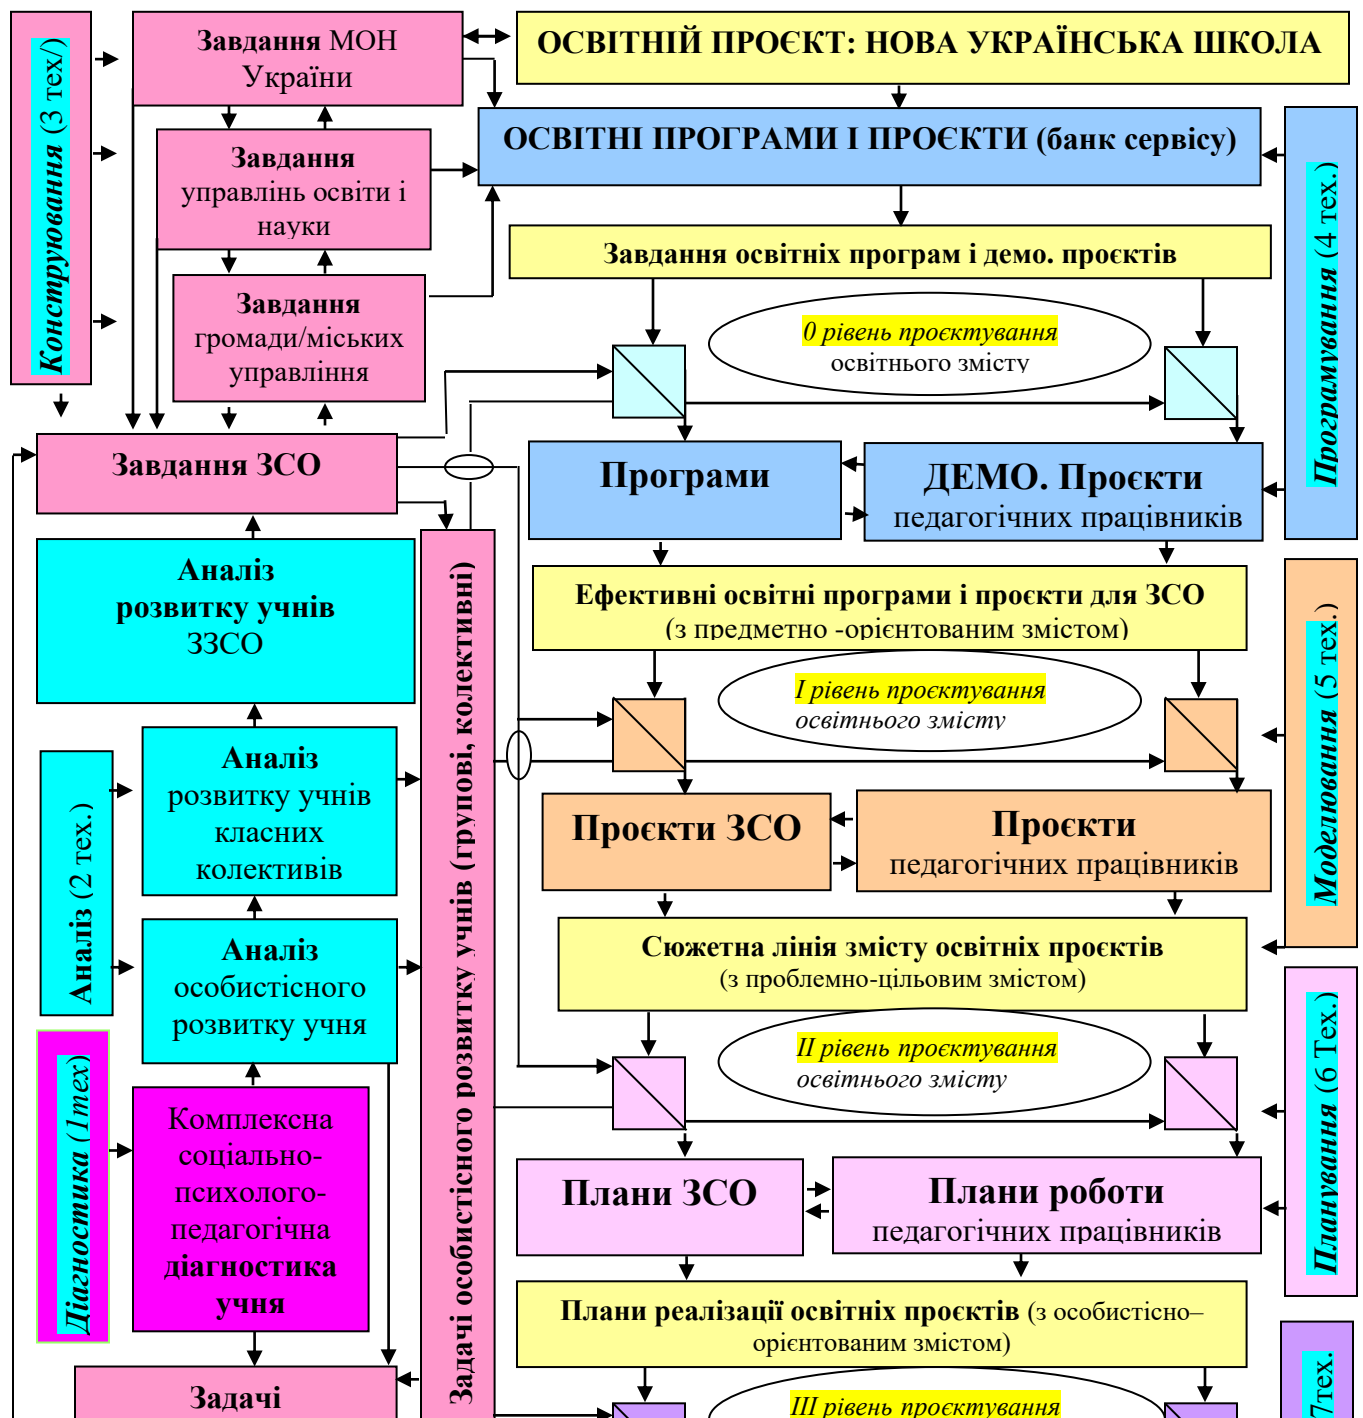 Конструювання (3 тех/)
Завдання МОН
України
ОСВІТНІЙ ПРОЄКТ: НОВА УКРАЇНСЬКА ШКОЛА
ОСВІТНІ ПРОГРАМИ І ПРОЄКТИ (банк сервісу)
Завдання
управлінь освіти і
науки
Завдання освітніх програм і демо. проєктів
Програмування (4 тех.)
Завдання
громади/міських
управління
0 рівень проєктування
освітнього змісту
Завдання ЗСО
Програми
ДЕМО. Проєкти
педагогічних працівників
Аналіз
розвитку учнів
ЗЗСО
Задачі особистісного розвитку учнів (групові, колективні)
Ефективні освітні програми і проєкти для ЗСО
(з предметно -орієнтованим змістом)
Моделювання (5 тех.)
І рівень проєктування
освітнього змісту
Аналіз (2 тех.)
Аналіз
розвитку учнів
класних
колективів
Проєкти ЗСО
Проєкти
педагогічних працівників
Аналіз
особистісного
розвитку учня
Сюжетна лінія змісту освітніх проєктів
(з проблемно-цільовим змістом)
Планування (6 Тех.)
ІІ рівень проєктування
освітнього змісту
Діагностика (1тех)
Комплексна
соціально-
психолого-
педагогічна
діагностика
учня
Плани ЗСО
Плани роботи
педагогічних працівників
Плани реалізації освітніх проєктів (з особистісно–
орієнтованим змістом)
7тех.
Задачі
ІІІ рівень проєктування